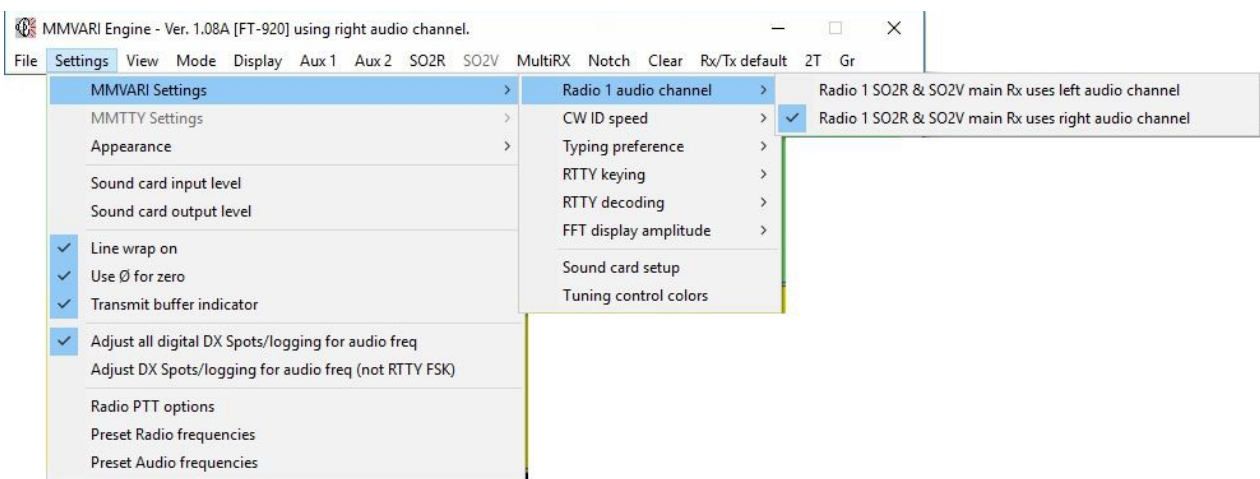 MMVARI Engine - Ver. 1.08A [FT-920] using right audio channel.
File Settings View Mode Display Aux 1 Aux 2 SO2R SO2V MultiRX Notch Clear Rx/Tx default 2T Gr
MMVARI Settings
MMTTY Settings
Appearance
Sound card input level
Sound card output level
Line wrap on
Use Ø for zero
Transmit buffer indicator
Adjust all digital DX Spots/logging for audio freq
Adjust DX Spots/logging for audio freq (not RTTY FSK)
Radio PTT options
Preset Radio frequencies
Preset Audio frequencies
Radio 1 audio channel
CW ID speed
Typing preference
RTTY keying
RTTY decoding
FFT display amplitude
Sound card setup
Tuning control colors
Radio 1 SO2R & SO2V main Rx uses left audio channel
Radio 1 SO2R & SO2V main Rx uses right audio channel